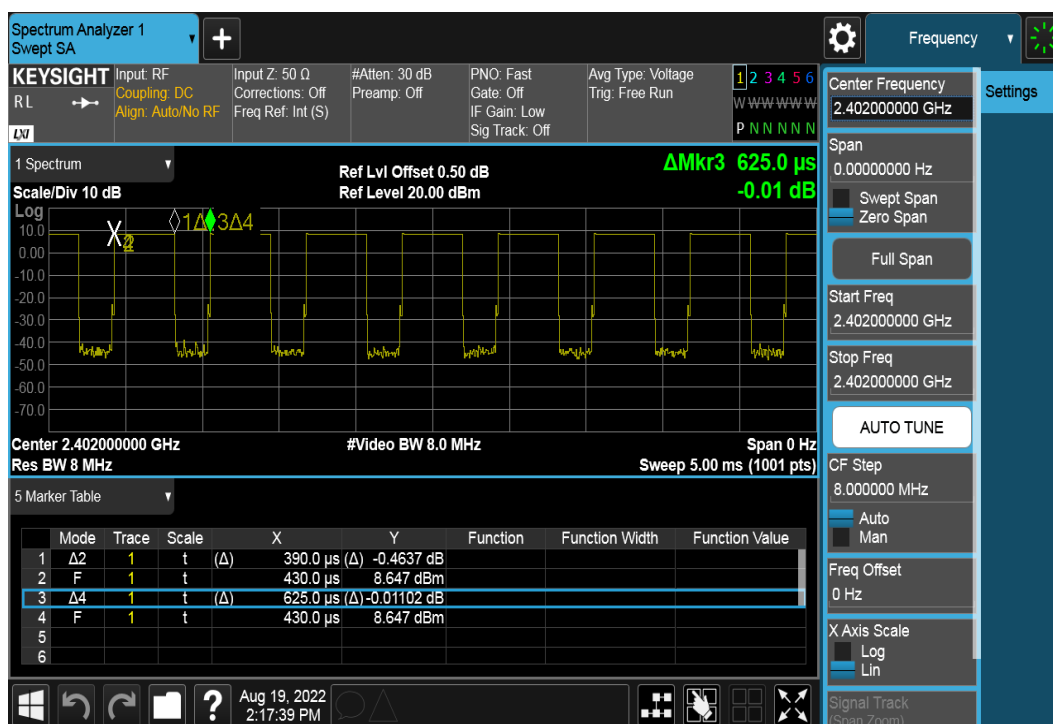 Spectrum Analyzer 1
Swept SA
+
Frequency
KEYSIGHT
RL
LXI
Input: RF
Coupling: DC
Align: Auto/No RF
Input Z: 50 Ω
Corrections: Off
Freq Ref: Int (S)
#Atten: 30 dB
Preamp: Off
PNO: Fast
Gate: Off
IF Gain: Low
Sig Track: Off
Avg Type: Voltage
Trig: Free Run
1 2 3 4 5 6
W W W W W W
P N N N N N
1 Spectrum
Scale/Div 10 dB
Ref Lvl Offset 0.50 dB
Ref Level 20.00 dBm
ΔMkr3 625.0 µs
-0.01 dB
Log
10.0
0.00
-10.0
-20.0
-30.0
-40.0
-50.0
-60.0
-70.0
1Δ 3Δ4
Center 2.402000000 GHz
#Video BW 8.0 MHz
Span 0 Hz
Res BW 8 MHz
Sweep 5.00 ms (1001 pts)
5 Marker Table
Mode Trace Scale X Y Function Function Width Function Value
1 Δ2 1 t (Δ) 390.0 µs (Δ) -0.4637 dB
2 F 1 t 430.0 µs 8.647 dBm
3 Δ4 1 t (Δ) 625.0 µs (Δ) -0.01102 dB
4 F 1 t 430.0 µs 8.647 dBm
5
6
?
Aug 19, 2022
2:17:39 PM
Center Frequency
2.402000000 GHz
Span
0.00000000 Hz
Swept Span
Zero Span
Full Span
Start Freq
2.402000000 GHz
Stop Freq
2.402000000 GHz
AUTO TUNE
CF Step
8.000000 MHz
Auto
Man
Freq Offset
0 Hz
X Axis Scale
Log
Lin
Signal Track
(Span Zoom)
Settings